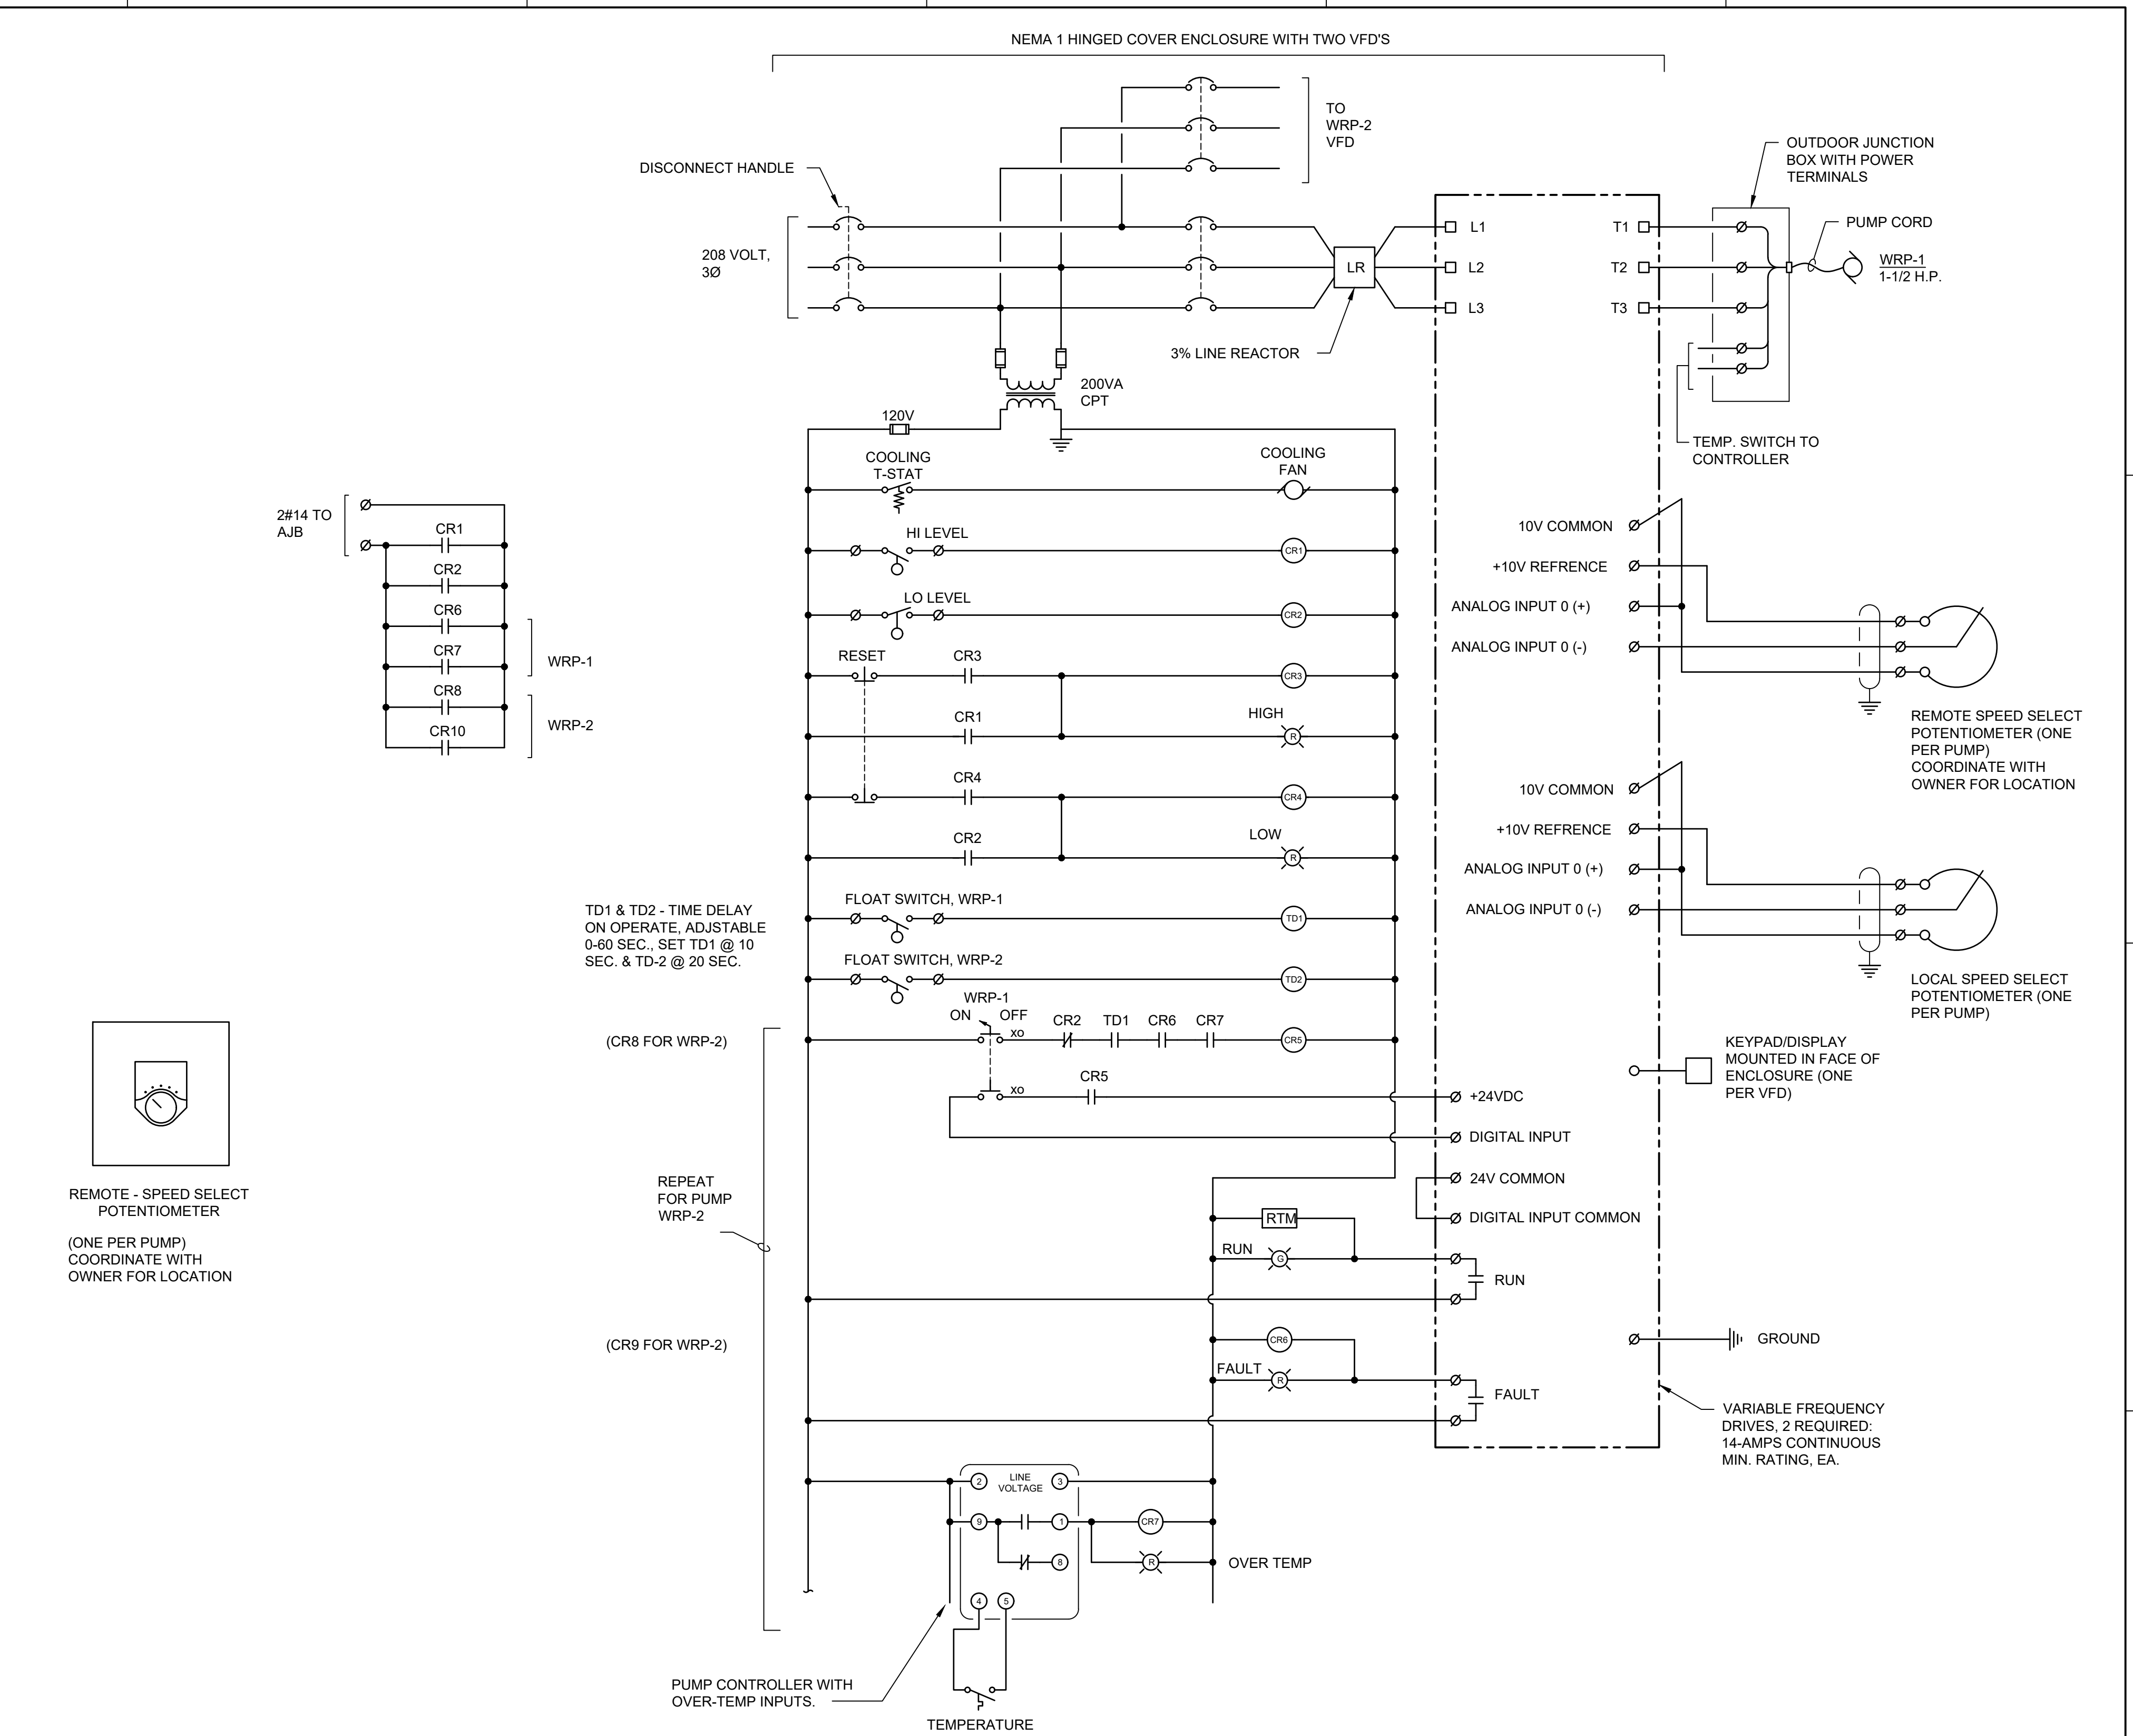 NEMA 1 HINGED COVER ENCLOSURE WITH TWO VFD'S
TO
WRP-2
VFD
DISCONNECT HANDLE
208 VOLT,
3Ø
LR
3% LINE REACTOR
200VA
CPT
120V
L1
L2
L3
T1
T2
T3
OUTDOOR JUNCTION
BOX WITH POWER
TERMINALS
PUMP CORD
WRP-1
1-1/2 H.P.
TEMP. SWITCH TO
CONTROLLER
2#14 TO
AJB
CR1
CR2
CR6
CR7
CR8
CR10
WRP-1
WRP-2
COOLING
T-STAT
COOLING
FAN
HI LEVEL
CR1
LO LEVEL
CR2
RESET
CR3
CR3
CR1
HIGH
R
CR4
CR4
CR2
LOW
R
TD1 & TD2 - TIME DELAY
ON OPERATE, ADJSTABLE
0-60 SEC., SET TD1 @ 10
SEC. & TD-2 @ 20 SEC.
FLOAT SWITCH, WRP-1
TD1
FLOAT SWITCH, WRP-2
TD2
WRP-1
ON OFF
(CR8 FOR WRP-2)
xo
CR2 TD1 CR6 CR7
CR5
xo
CR5
10V COMMON
+10V REFRENCE
ANALOG INPUT 0 (+)
ANALOG INPUT 0 (-)
REMOTE SPEED SELECT
POTENTIOMETER (ONE
PER PUMP)
COORDINATE WITH
OWNER FOR LOCATION
10V COMMON
+10V REFRENCE
ANALOG INPUT 0 (+)
ANALOG INPUT 0 (-)
LOCAL SPEED SELECT
POTENTIOMETER (ONE
PER PUMP)
KEYPAD/DISPLAY
MOUNTED IN FACE OF
ENCLOSURE (ONE
PER VFD)
+24VDC
DIGITAL INPUT
24V COMMON
DIGITAL INPUT COMMON
REMOTE - SPEED SELECT
POTENTIOMETER
(ONE PER PUMP)
COORDINATE WITH
OWNER FOR LOCATION
REPEAT
FOR PUMP
WRP-2
RTM
RUN
G
RUN
(CR9 FOR WRP-2)
CR6
FAULT
R
FAULT
GROUND
VARIABLE FREQUENCY
DRIVES, 2 REQUIRED:
14-AMPS CONTINUOUS
MIN. RATING, EA.
2
LINE
VOLTAGE
3
9
1
CR7
8
R
OVER TEMP
4
5
PUMP CONTROLLER WITH
OVER-TEMP INPUTS.
TEMPERATURE